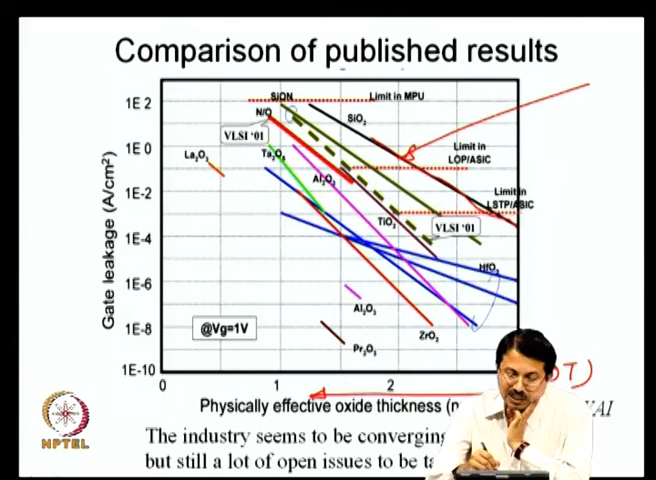 Comparison of published results
1E 2
1E 0
1E-2
1E-4
1E-6
1E-8
1E-10
Gate leakage (A/cm²)
SiON
Limit in MPU
N/O
SiO₂
VLSI '01
La₂O₃
Ta₂O₅
Limit in
LOP/ASIC
Al₂O₃
Limit in
LSTP/ASIC
TiO₂
VLSI '01
HfO₂
Al₂O₃
@Vg=1V
ZrO₂
Pr₂O₃
0
1
2
OT)
Physically effective oxide thickness
KAI
NPTEL
The industry seems to be converging
but still a lot of open issues to be